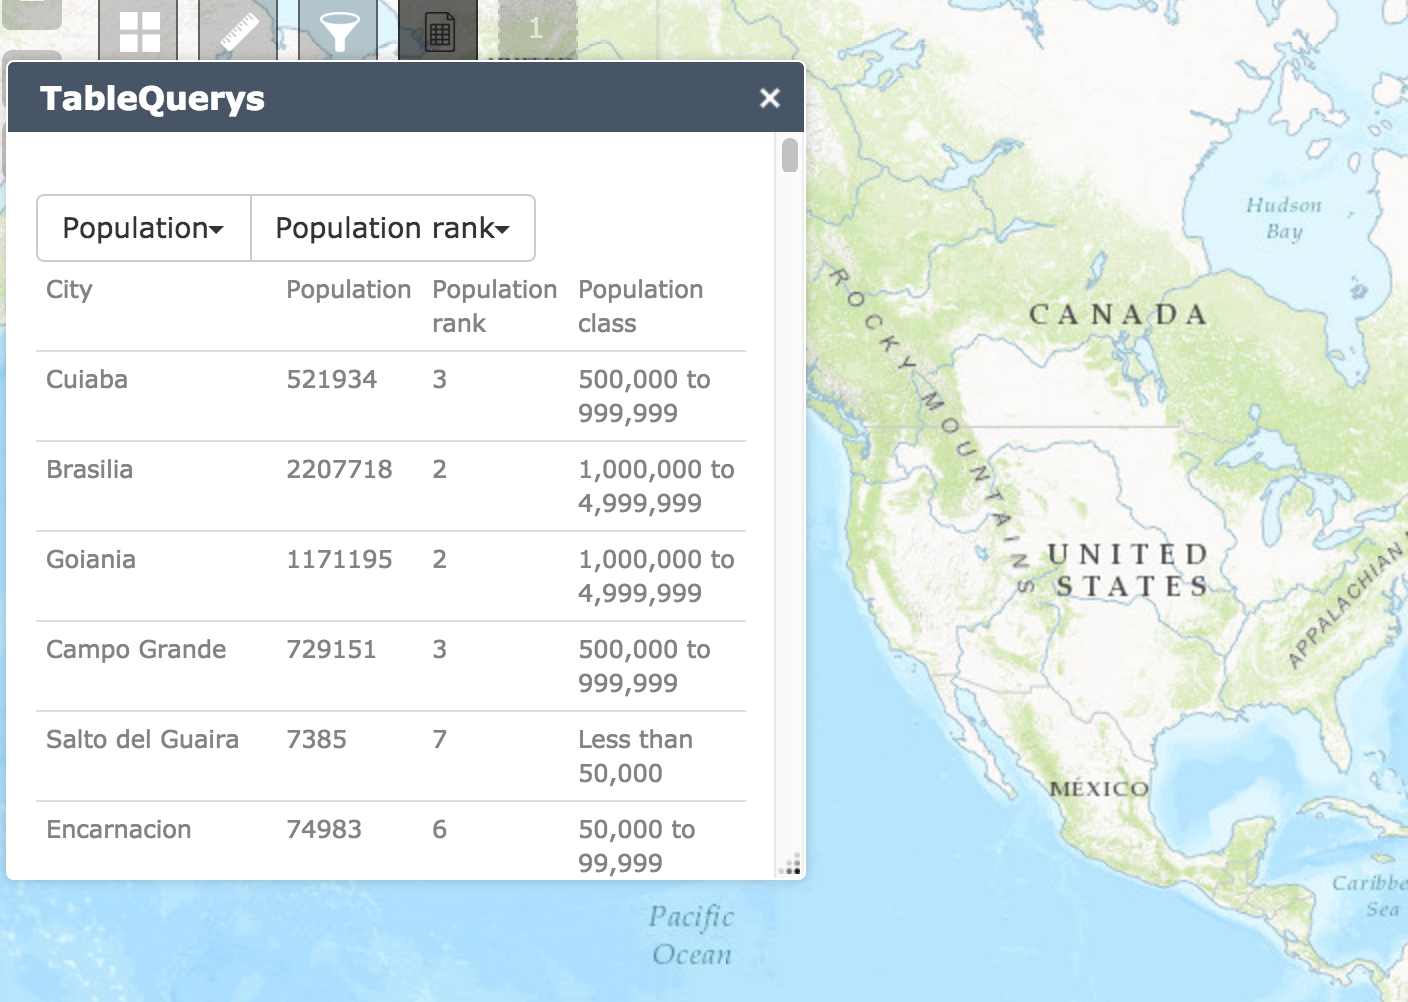 1
TableQuerys ×
Population Population rank
City Population Population rank Population class
Cuiaba 521934 3 500,000 to 999,999
Brasilia 2207718 2 1,000,000 to 4,999,999
Goiania 1171195 2 1,000,000 to 4,999,999
Campo Grande 729151 3 500,000 to 999,999
Salto del Guaira 7385 7 Less than 50,000
Encarnacion 74983 6 50,000 to 99,999
Hudson
Bay
CANADA
ROCKY MOUNTAINS
UNITED
STATES
APPALACHIAN
MÉXICO
Pacific
Ocean
Caribbe
Sea